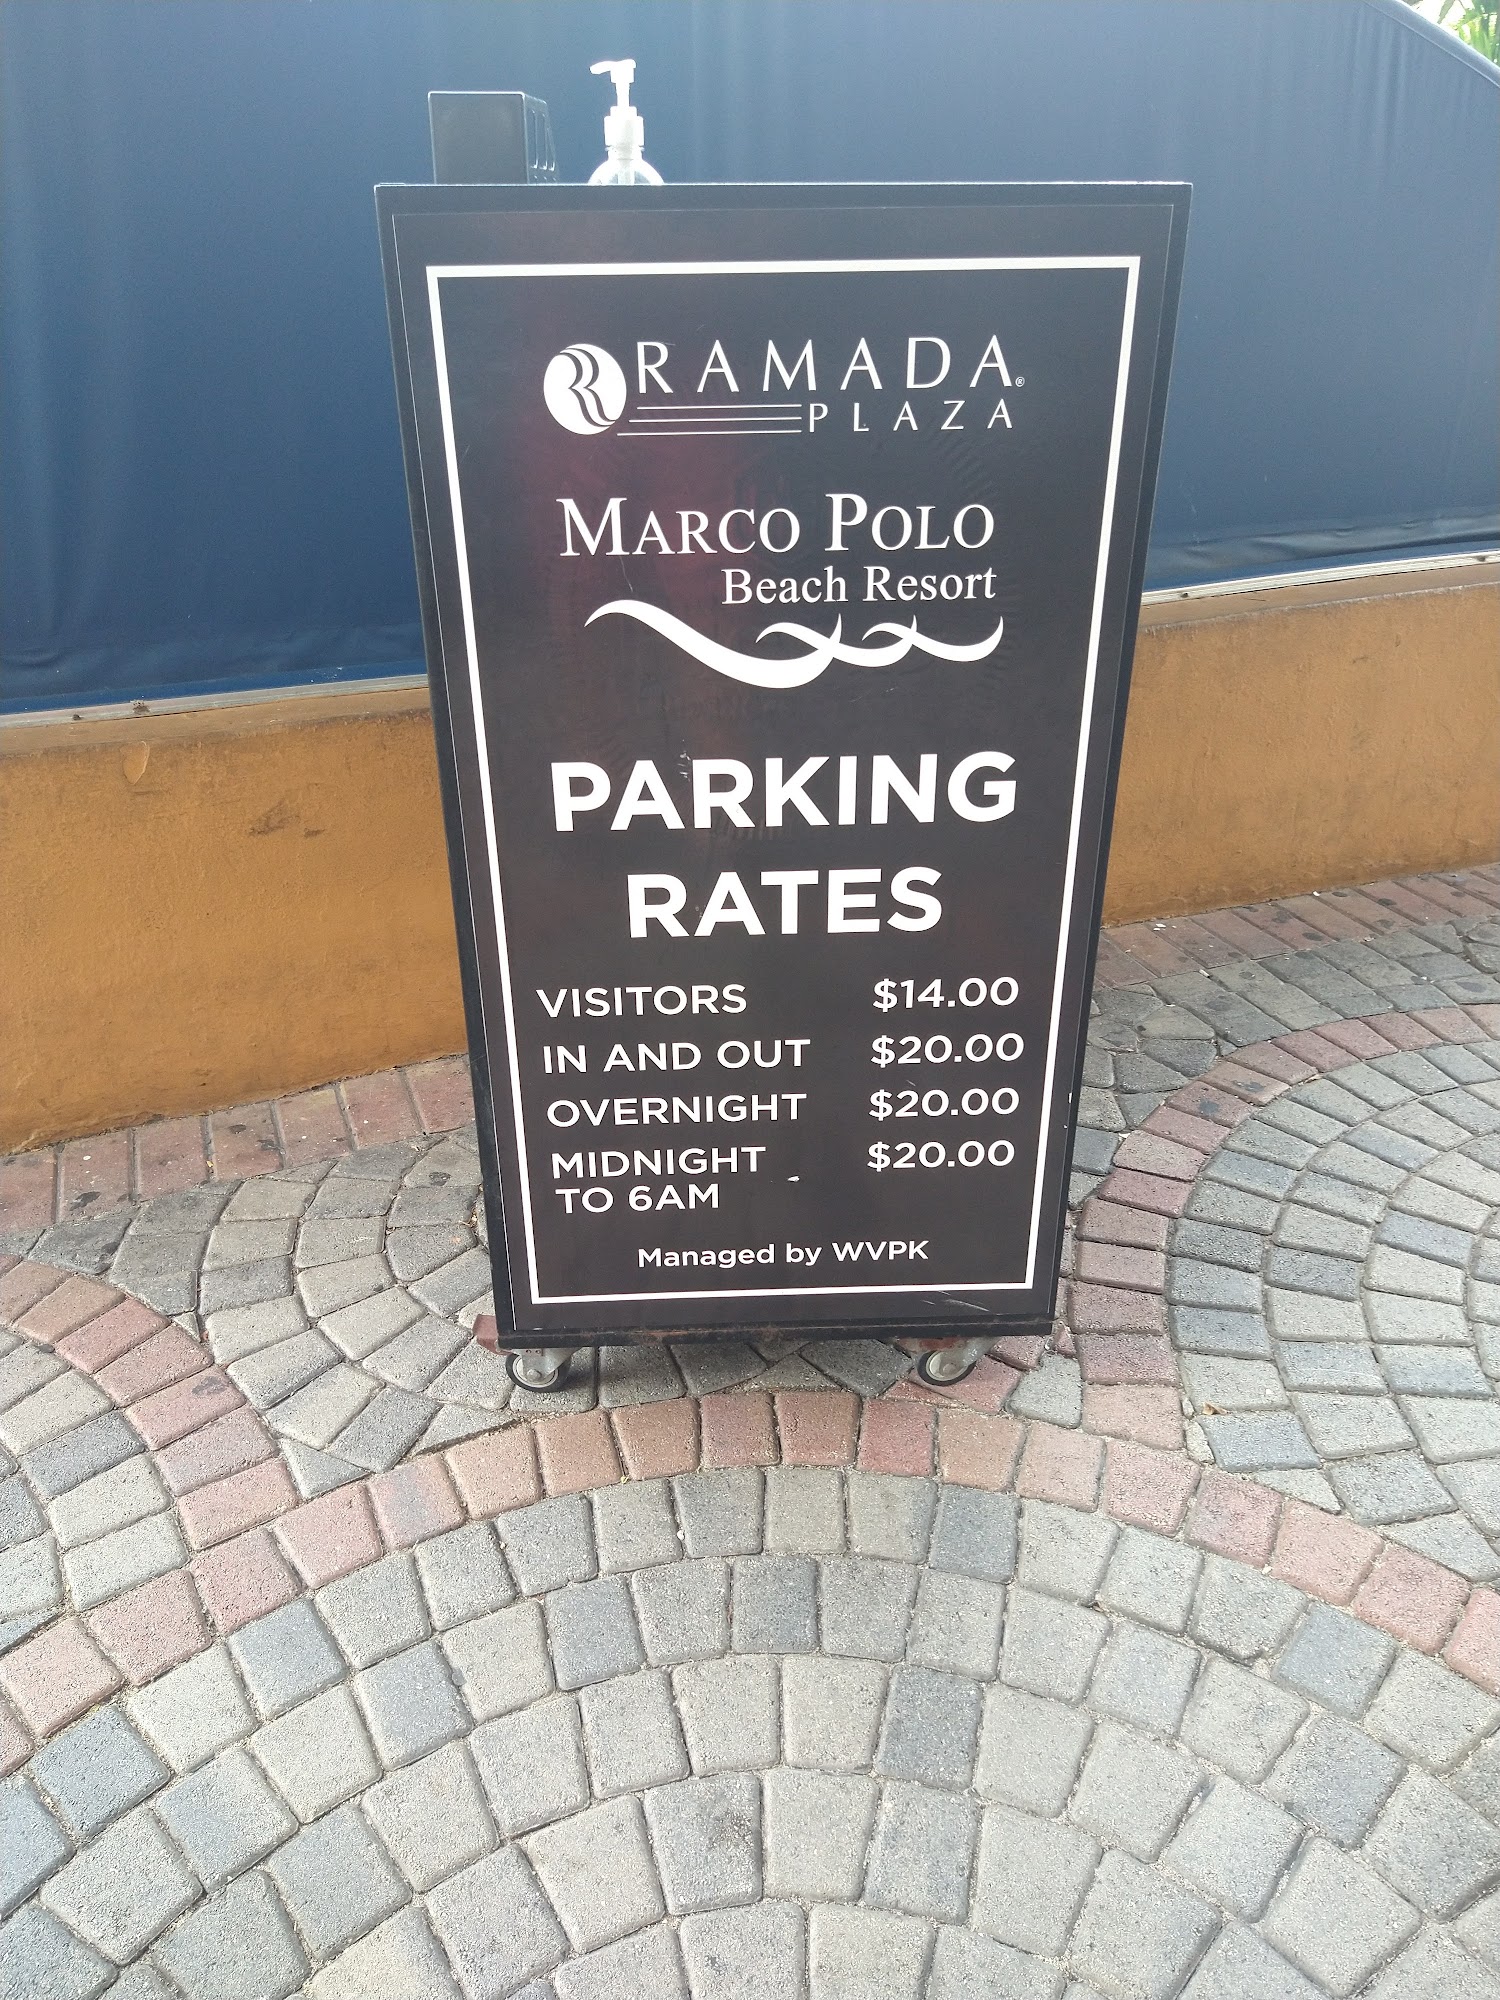 RAMADA®
PLAZA
MARCO POLO
Beach Resort
PARKING
RATES
VISITORS $14.00
IN AND OUT $20.00
OVERNIGHT $20.00
MIDNIGHT $20.00
TO 6AM
Managed by WVPK